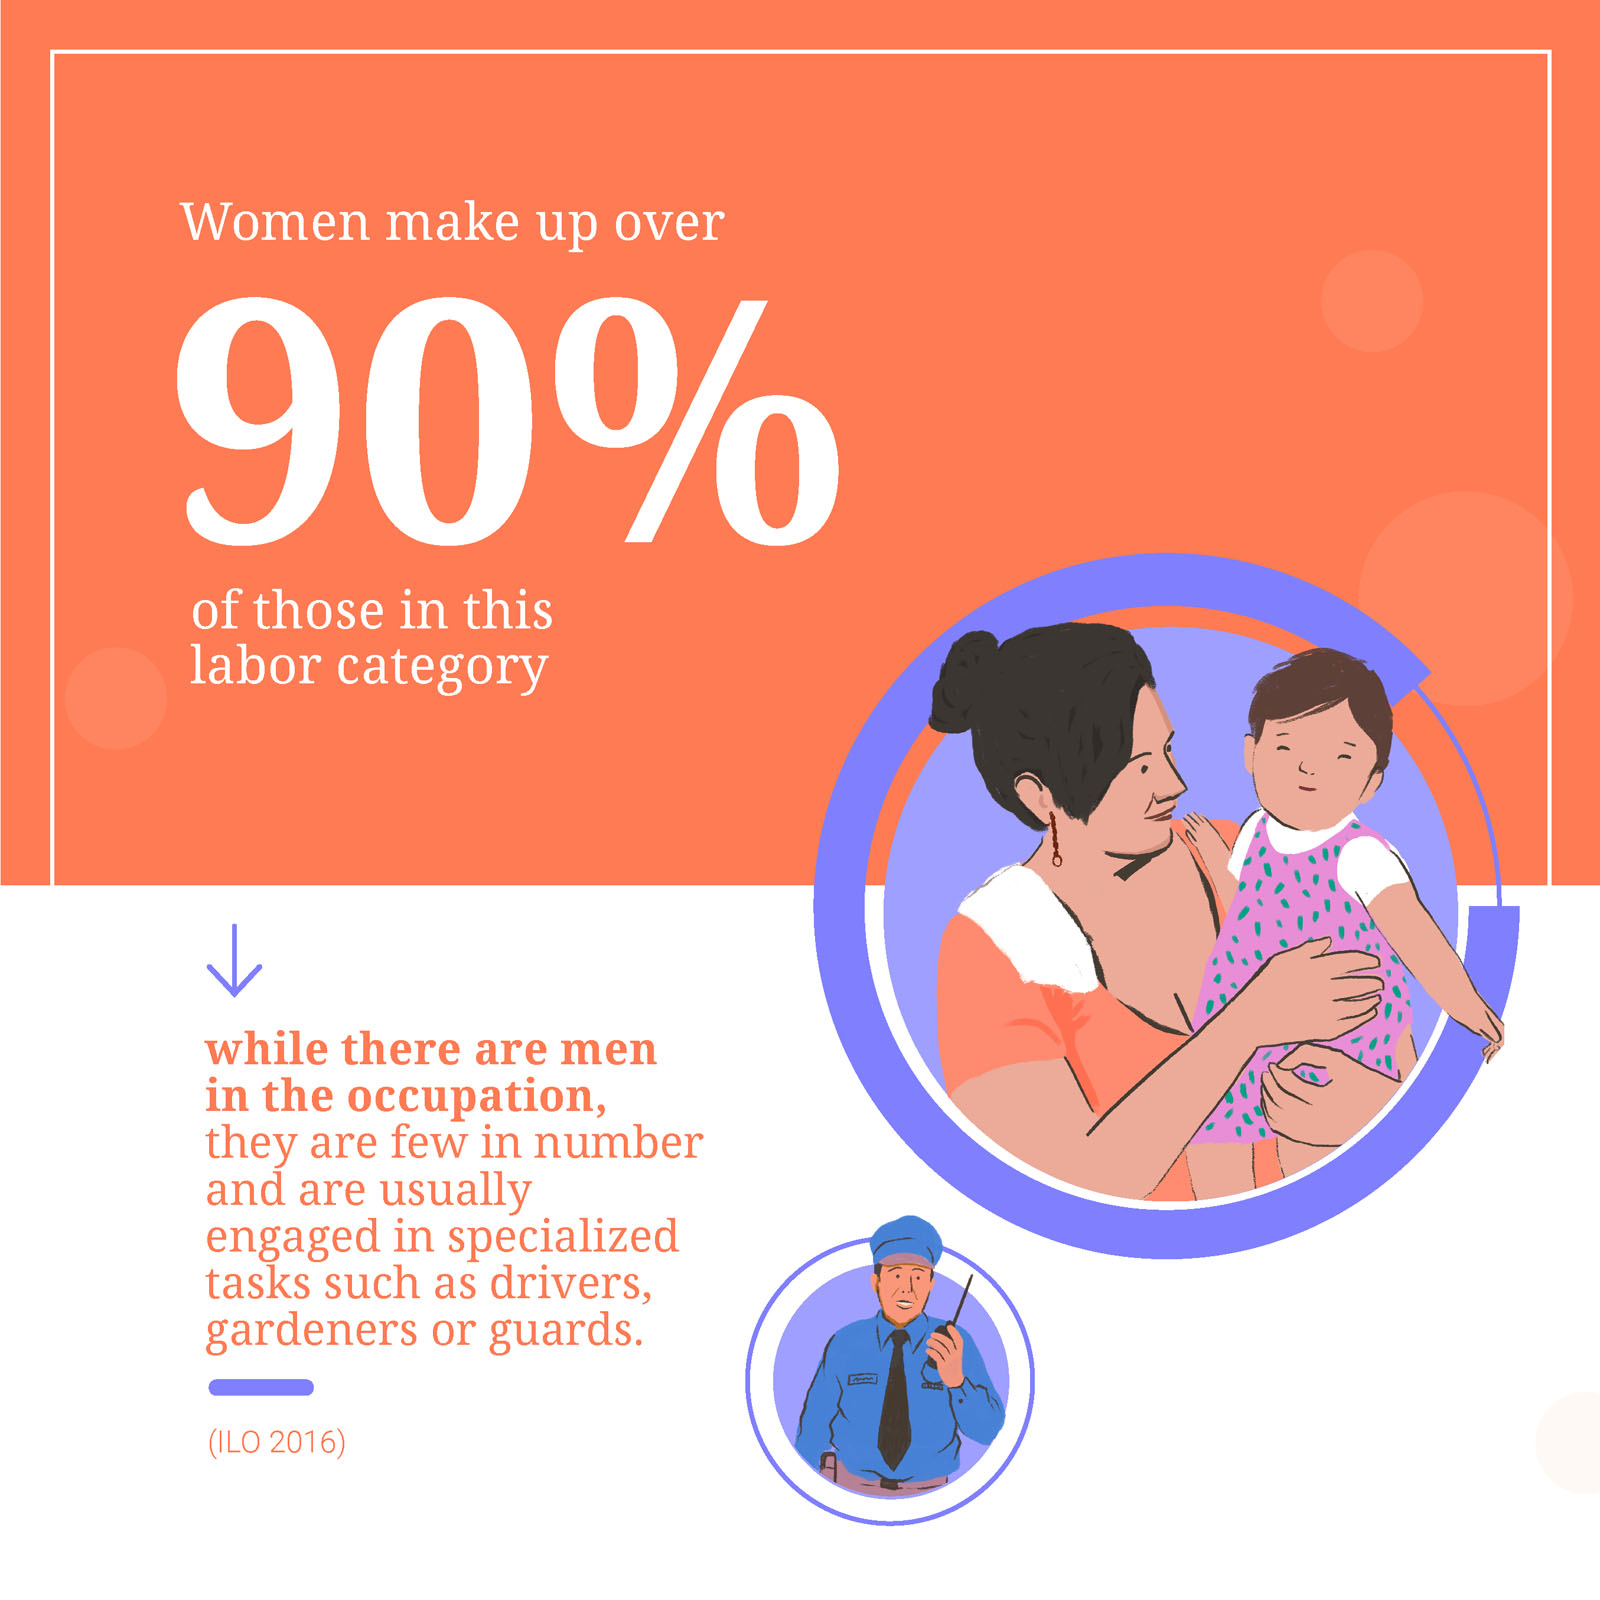 Women make up over
90%
of those in this
labor category
while there are men
in the occupation,
they are few in number
and are usually
engaged in specialized
tasks such as drivers,
gardeners or guards.
(ILO 2016)